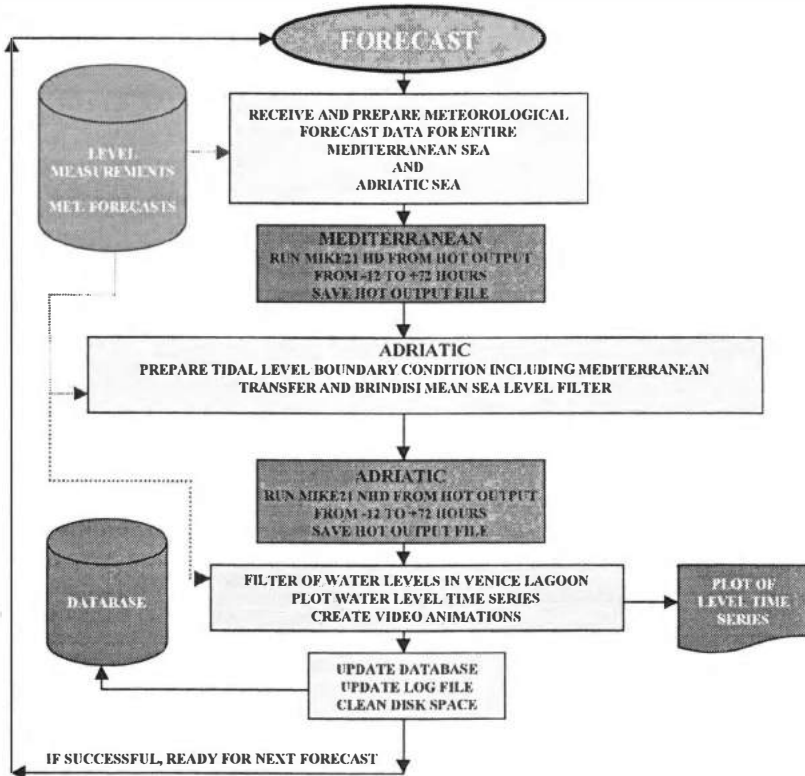 FORECAST
RECEIVE AND PREPARE METEOROLOGICAL
FORECAST DATA FOR ENTIRE
MEDITERRANEAN SEA
AND
ADRIATIC SEA
LEVEL
MEASUREMENTS
MET. FORECASTS
MEDITERRANEAN
RUN MIKE21 HD FROM HOT OUTPUT
FROM -12 TO +72 HOURS
SAVE HOT OUTPUT FILE
ADRIATIC
PREPARE TIDAL LEVEL BOUNDARY CONDITION INCLUDING MEDITERRANEAN
TRANSFER AND BRINDISI MEAN SEA LEVEL FILTER
ADRIATIC
RUN MIKE21 NHD FROM HOT OUTPUT
FROM -12 TO +72 HOURS
SAVE HOT OUTPUT FILE
FILTER OF WATER LEVELS IN VENICE LAGOON
PLOT WATER LEVEL TIME SERIES
CREATE VIDEO ANIMATIONS
PLOT OF
LEVEL TIME
SERIES
DATABASE
UPDATE DATABASE
UPDATE LOG FILE
CLEAN DISK SPACE
IF SUCCESSFUL, READY FOR NEXT FORECAST